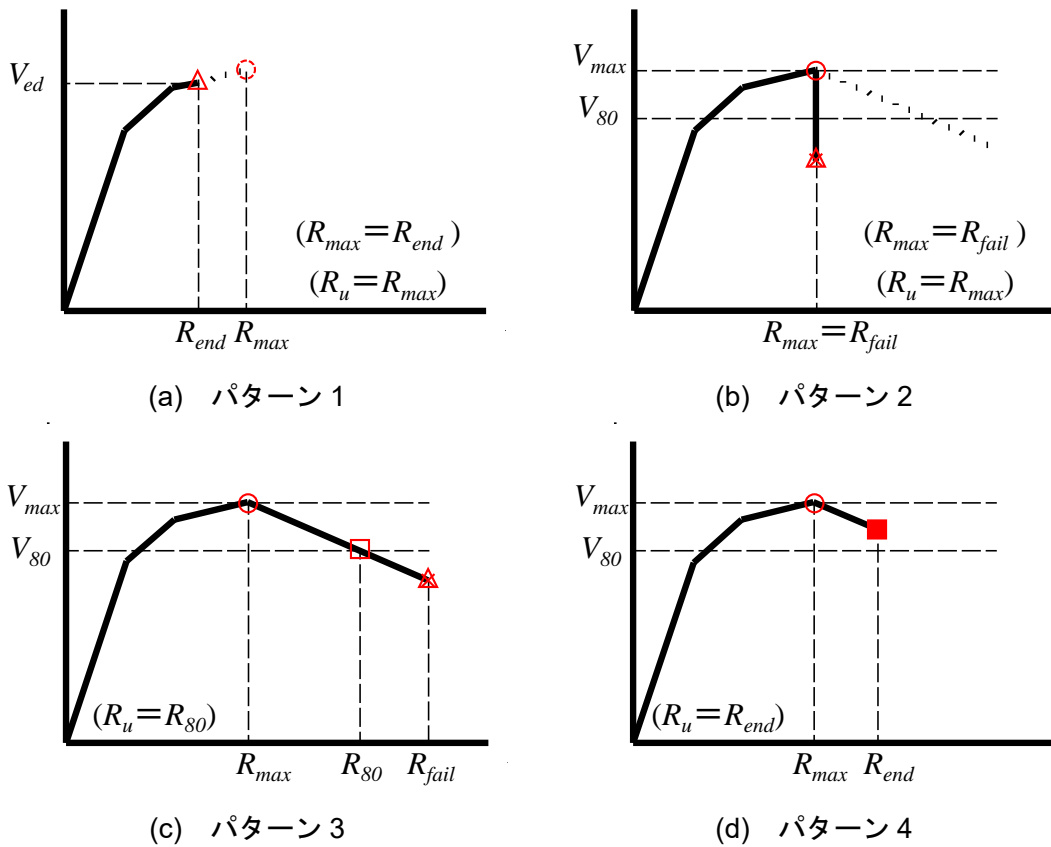 V_ed
(R_max＝R_end)
(R_u＝R_max)
R_end R_max
(a) パターン 1
V_max
V_80
(R_max＝R_fail)
(R_u＝R_max)
R_max＝R_fail
(b) パターン 2
V_max
V_80
(R_u＝R_80)
R_max R_80 R_fail
(c) パターン 3
V_max
V_80
(R_u＝R_end)
R_max R_end
(d) パターン 4